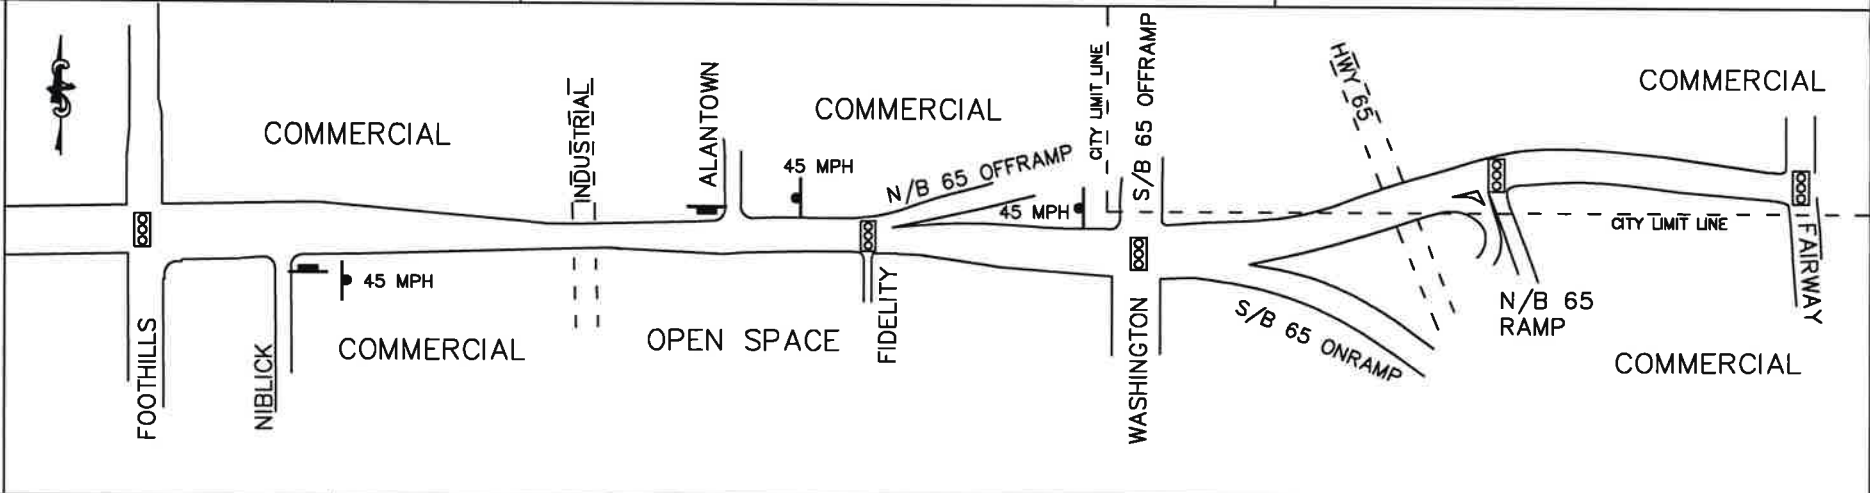 COMMERCIAL
INDUSTRIAL
ALANTOWN
COMMERCIAL
45 MPH
N/B 65 OFFRAMP
45 MPH
CITY LIMIT LINE
S/B 65 OFFRAMP
HWY 65
COMMERCIAL
CITY LIMIT LINE
FAIRWAY
45 MPH
FOOTHILLS
NIBLICK
COMMERCIAL
OPEN SPACE
FIDELITY
WASHINGTON
S/B 65 ONRAMP
N/B 65
RAMP
COMMERCIAL